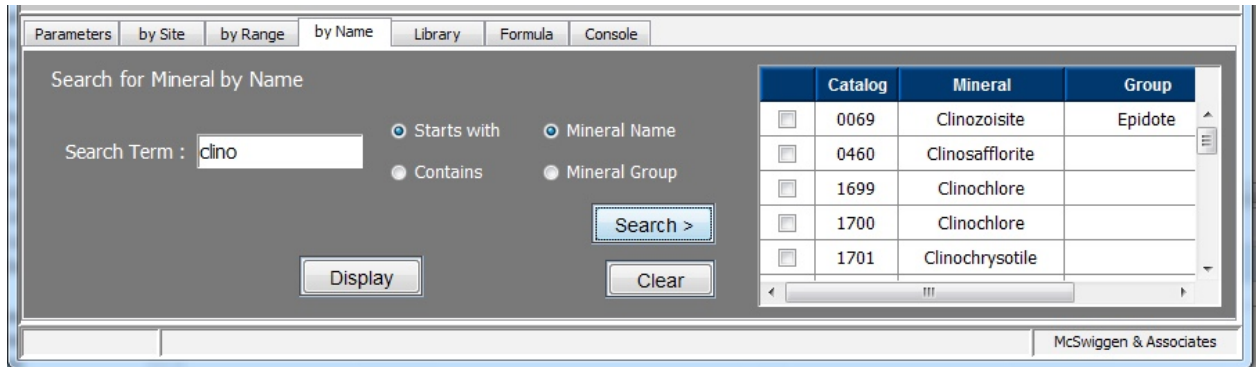 Parameters by Site by Range by Name Library Formula Console
Search for Mineral by Name
Search Term : clino
Starts with Mineral Name
Contains Mineral Group
Search >
Display Clear
Catalog Mineral Group
0069 Clinozoisite Epidote
0460 Clinosafflorite
1699 Clinochlore
1700 Clinochlore
1701 Clinochrysotile
McSwiggen & Associates